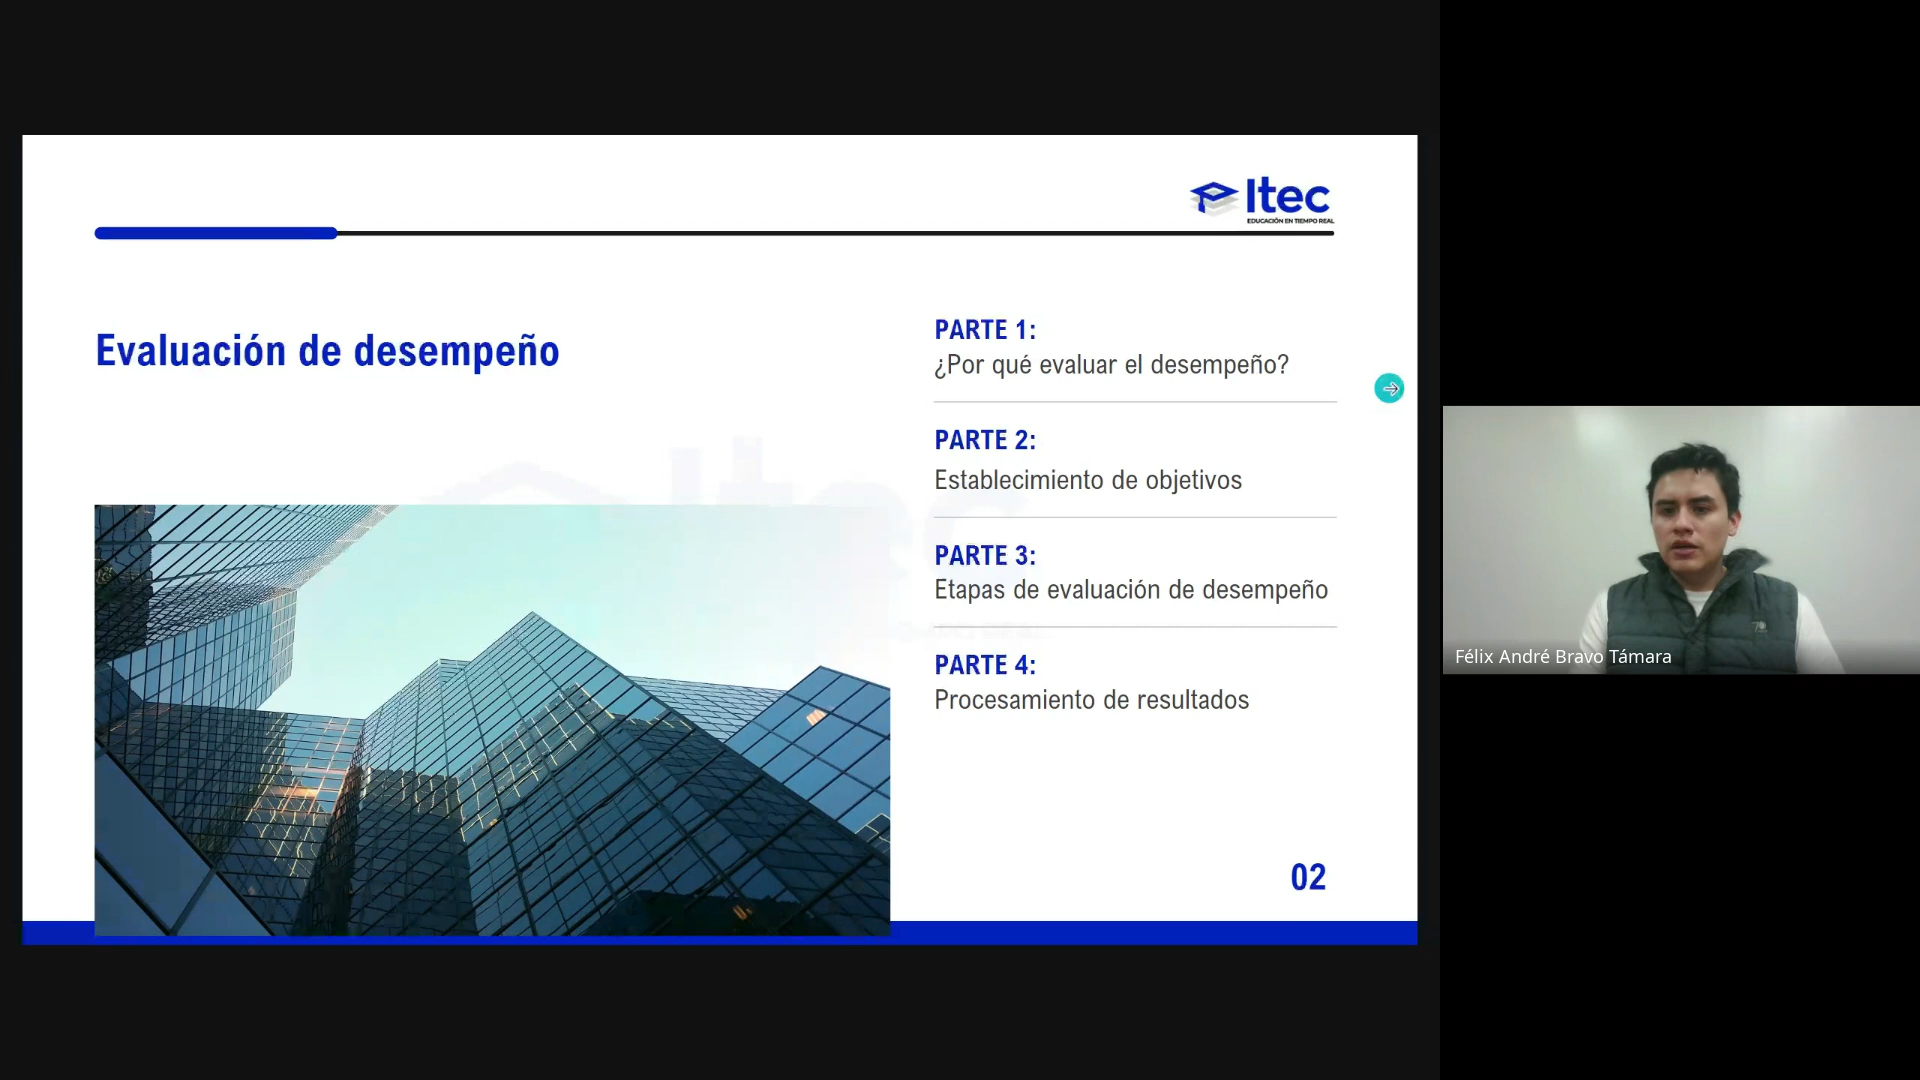 Itec
EDUCACIÓN EN TIEMPO REAL
Evaluación de desempeño
PARTE 1:
¿Por qué evaluar el desempeño?
PARTE 2:
Establecimiento de objetivos
PARTE 3:
Etapas de evaluación de desempeño
PARTE 4:
Procesamiento de resultados
02
Itec
Félix André Bravo Támara